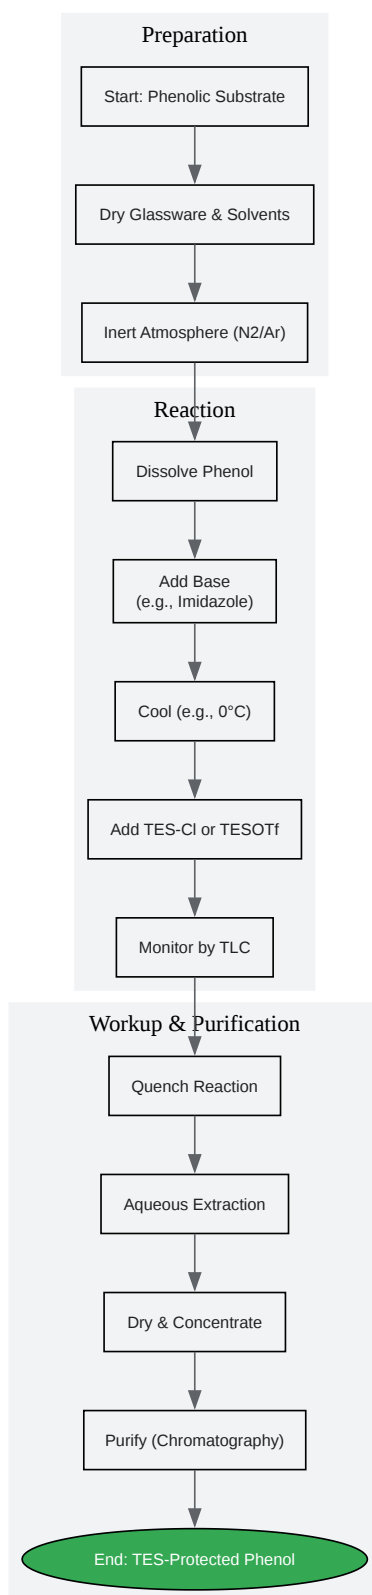 Preparation
Start: Phenolic Substrate
Dry Glassware & Solvents
Inert Atmosphere (N2/Ar)
Reaction
Dissolve Phenol
Add Base
(e.g., Imidazole)
Cool (e.g., 0°C)
Add TES-Cl or TESOTf
Monitor by TLC
Workup & Purification
Quench Reaction
Aqueous Extraction
Dry & Concentrate
Purify (Chromatography)
End: TES-Protected Phenol